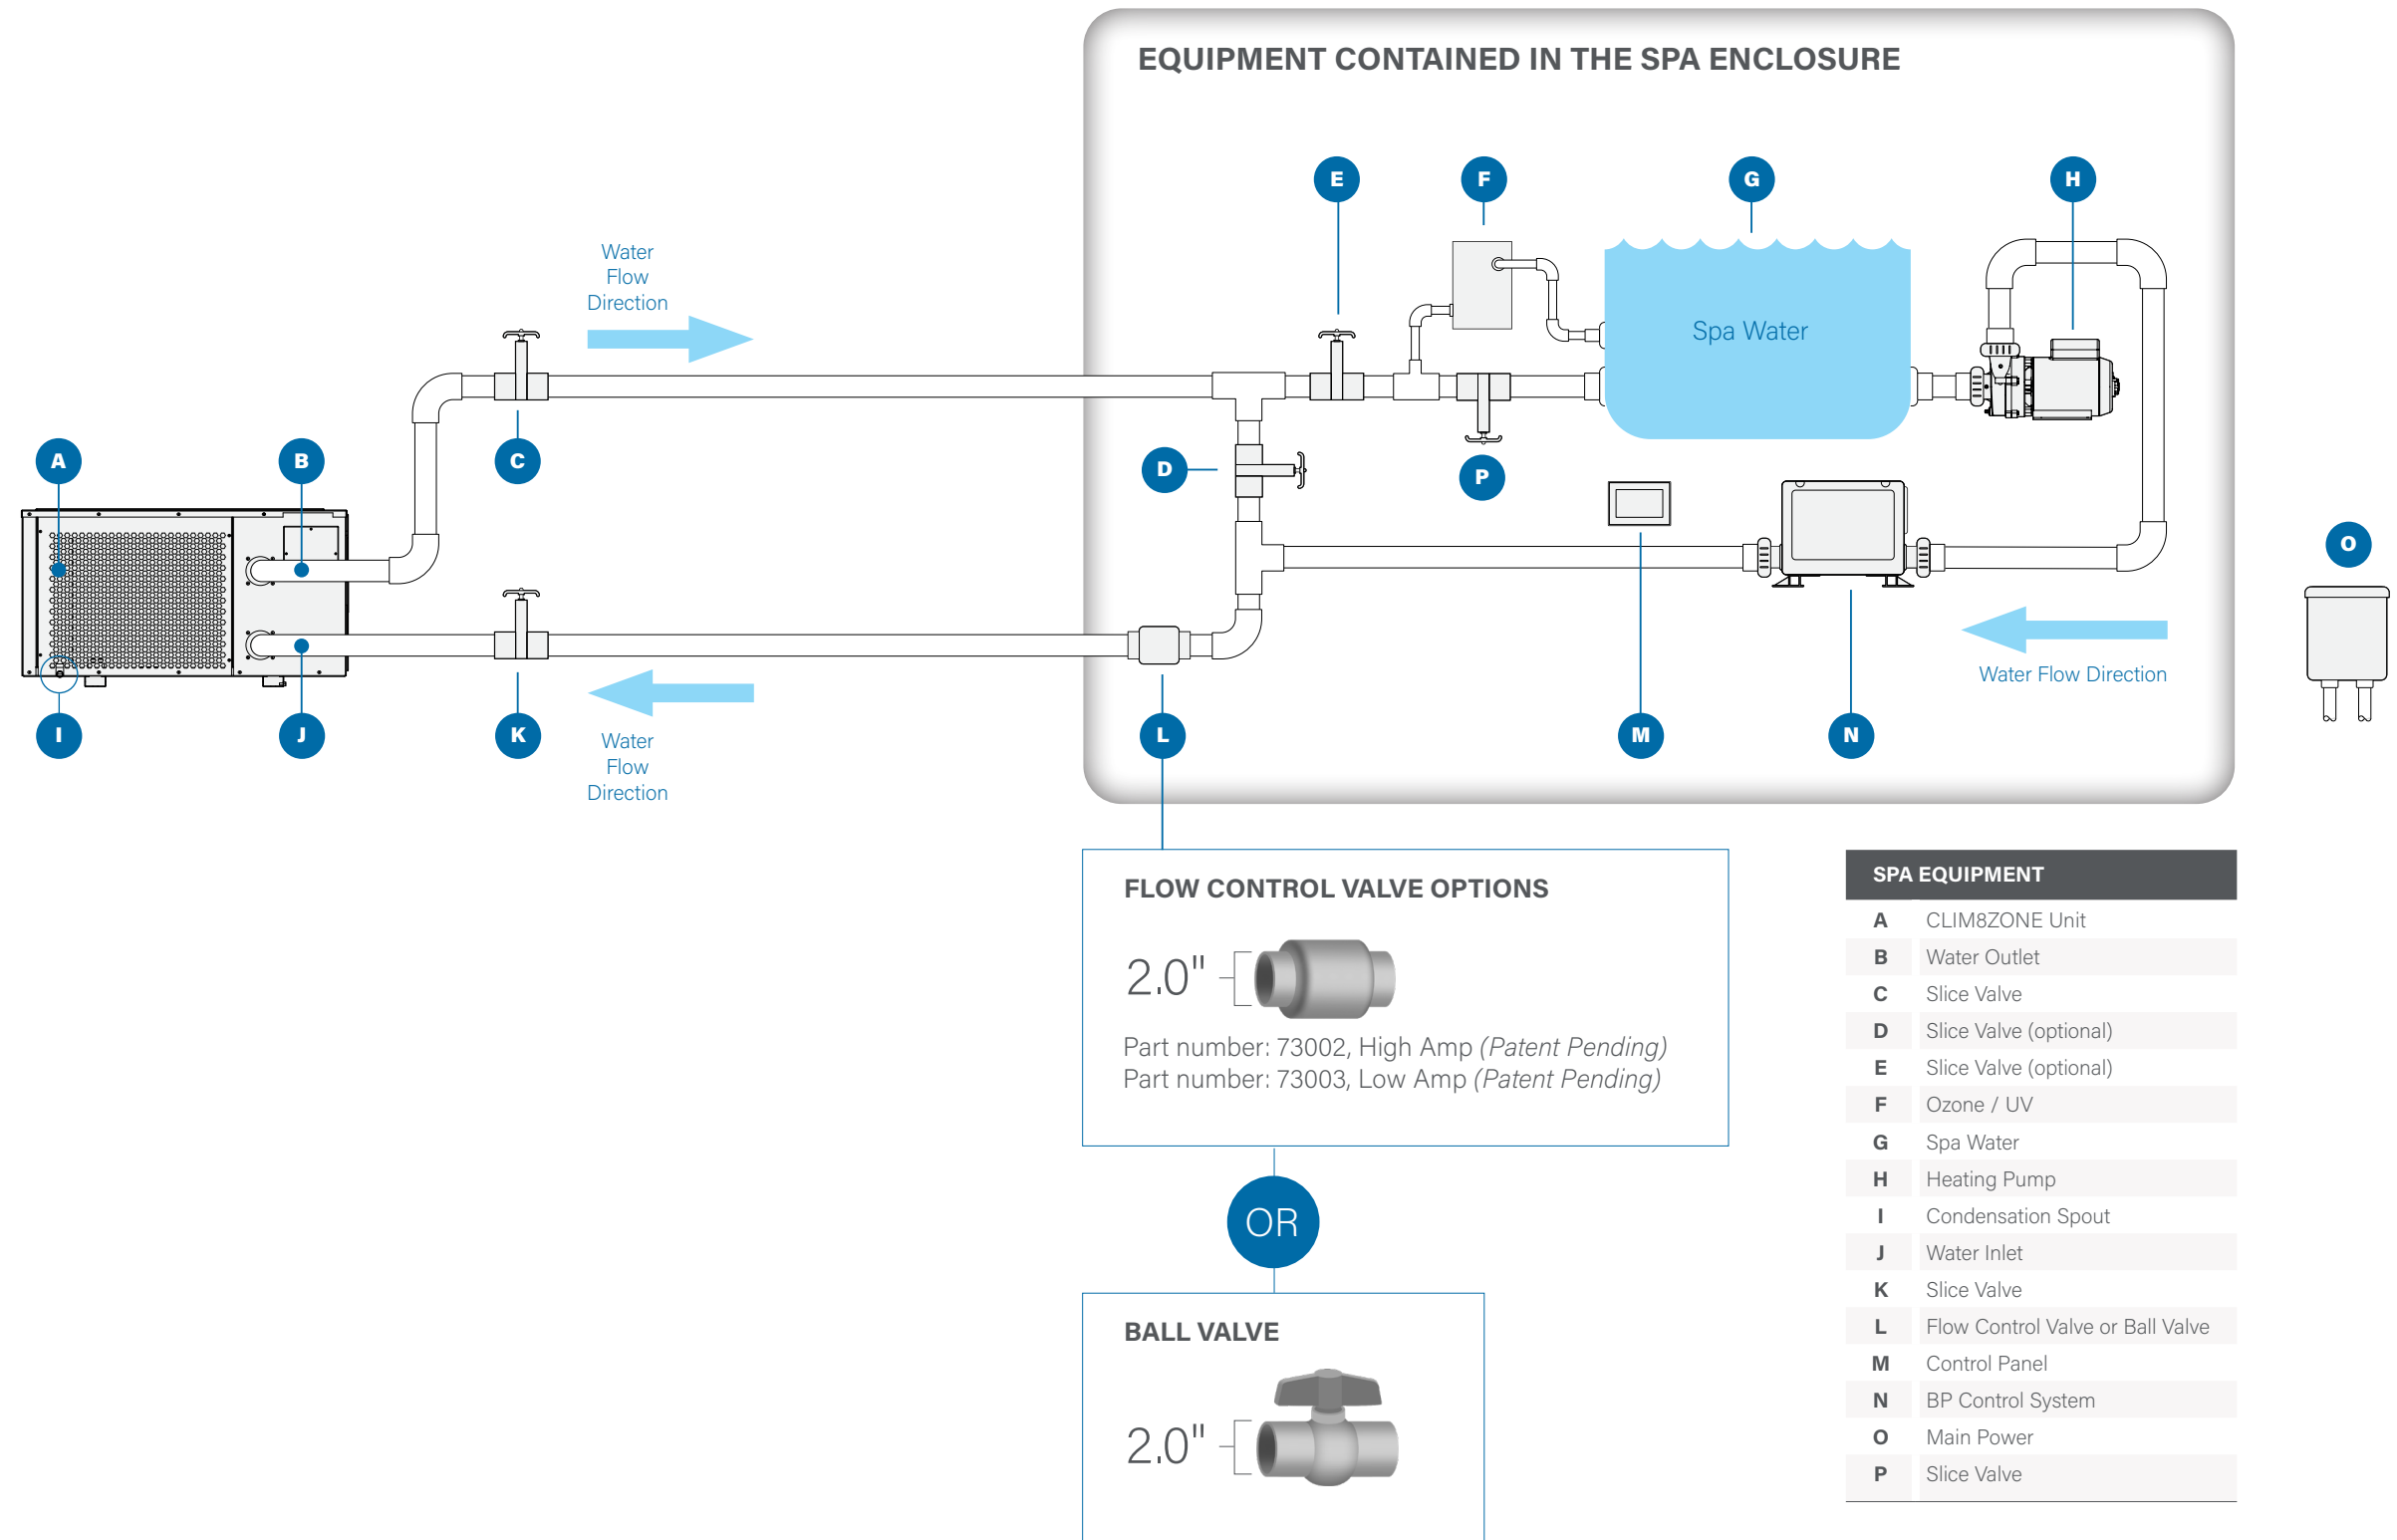 EQUIPMENT CONTAINED IN THE SPA ENCLOSURE
E
F
G
H
Water
Flow
Direction
Spa Water
A
B
C
D
P
O
Water Flow Direction
I
J
K
L
M
N
Water
Flow
Direction
FLOW CONTROL VALVE OPTIONS
2.0"
Part number: 73002, High Amp (Patent Pending)
Part number: 73003, Low Amp (Patent Pending)
OR
BALL VALVE
2.0"
SPA EQUIPMENT
A CLIM8ZONE Unit
B Water Outlet
C Slice Valve
D Slice Valve (optional)
E Slice Valve (optional)
F Ozone / UV
G Spa Water
H Heating Pump
I Condensation Spout
J Water Inlet
K Slice Valve
L Flow Control Valve or Ball Valve
M Control Panel
N BP Control System
O Main Power
P Slice Valve